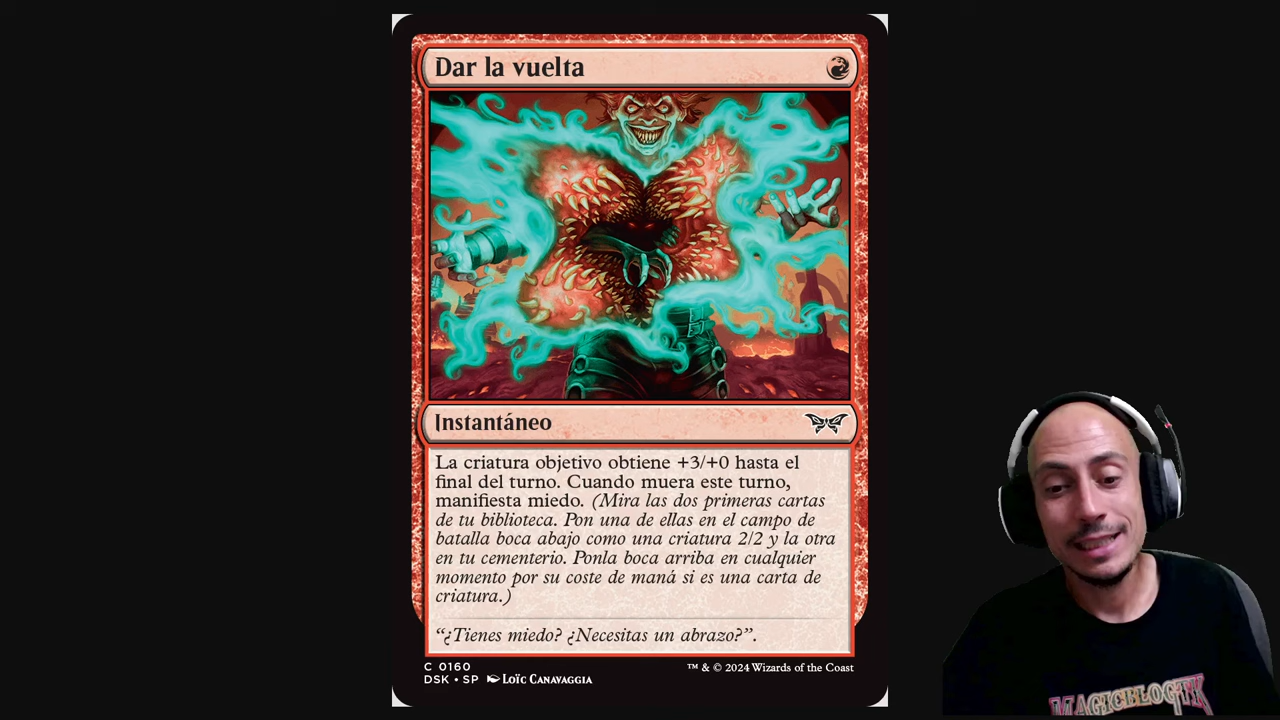 Dar la vuelta
Instantáneo
La criatura objetivo obtiene +3/+0 hasta el
final del turno. Cuando muera este turno,
manifiesta miedo. (Mira las dos primeras cartas
de tu biblioteca. Pon una de ellas en el campo de
batalla boca abajo como una criatura 2/2 y la otra
en tu cementerio. Ponla boca arriba en cualquier
momento por su coste de maná si es una carta de
criatura.)
“¿Tienes miedo? ¿Necesitas un abrazo?”.
C 0160
DSK • SP Loïc Canavaggia
™ & © 2024 Wizards of the Coast
MAGICBLOGTK